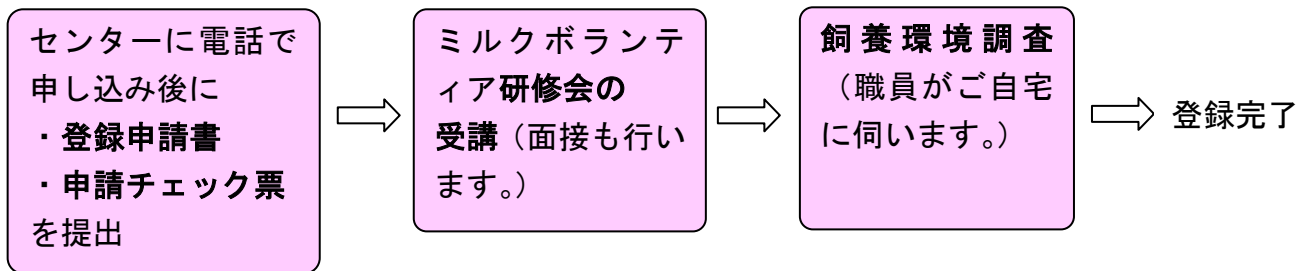 センターに電話で
申し込み後に
・登録申請書
・申請チェック票
を提出
ミルクボランテ
ィア研修会の
受講（面接も行い
ます。）
飼養環境調査
（職員がご自宅
に伺います。）
登録完了